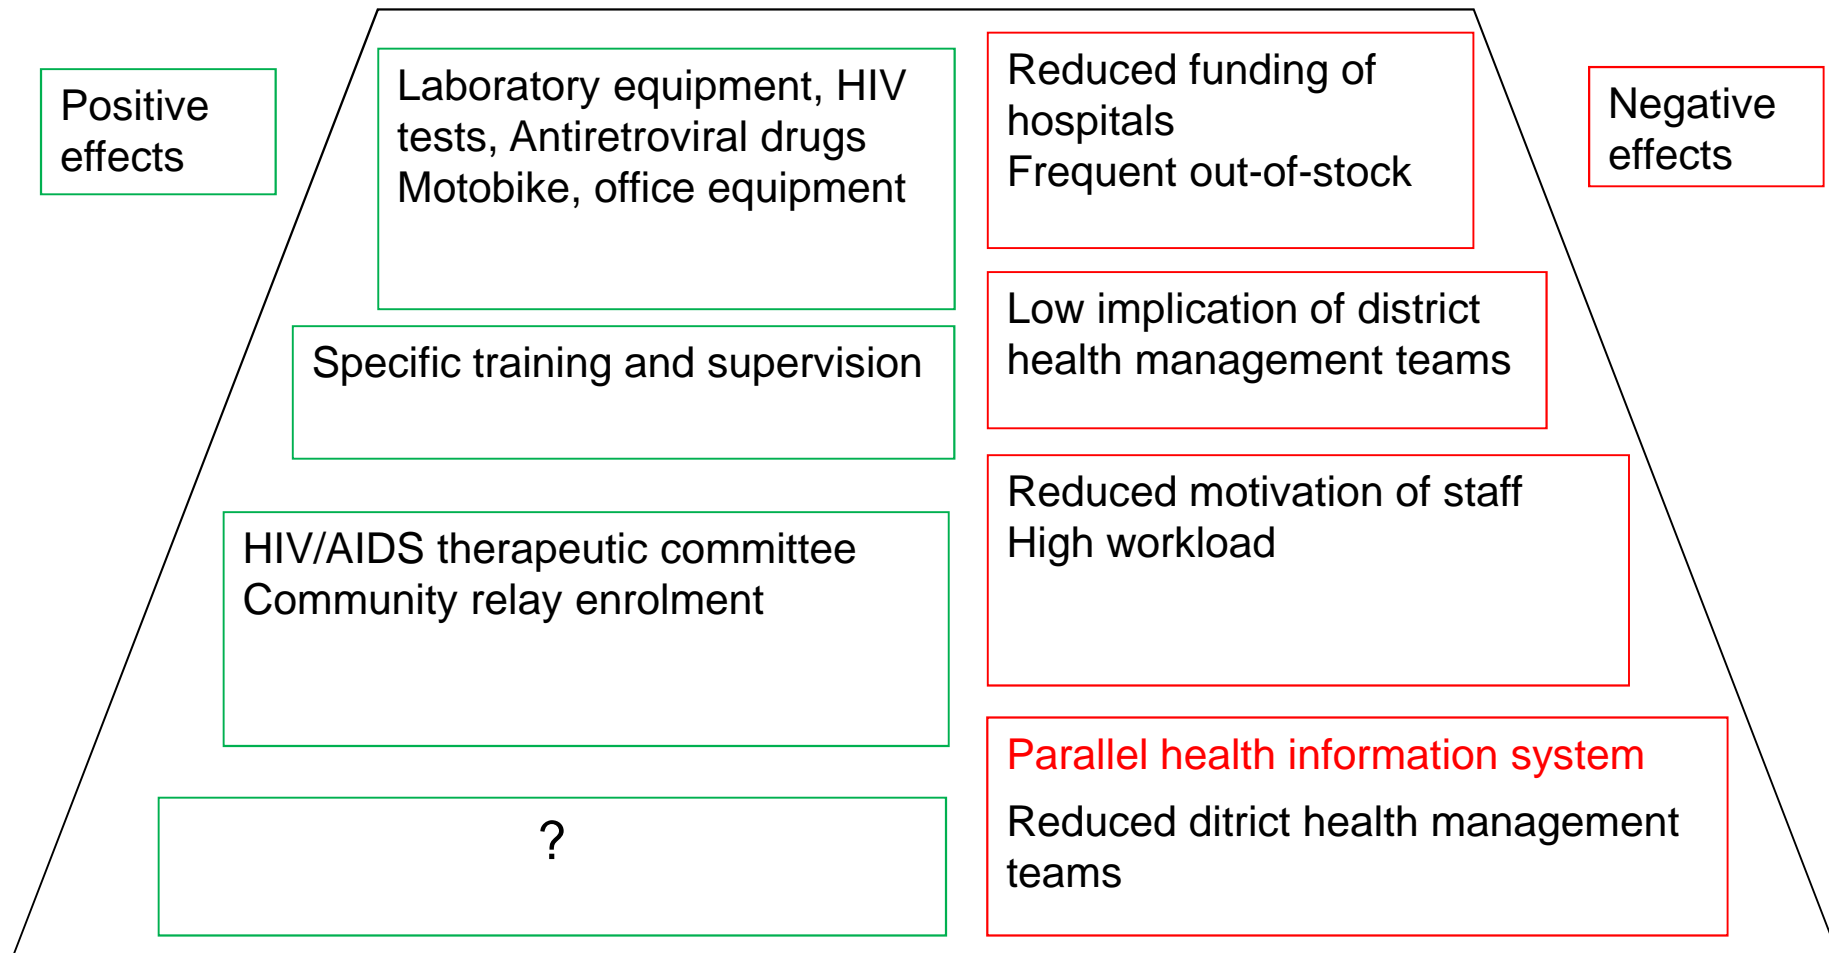 Positive
effects
Laboratory equipment, HIV
tests, Antiretroviral drugs
Motobike, office equipment
Reduced funding of
hospitals
Frequent out-of-stock
Negative
effects
Specific training and supervision
Low implication of district
health management teams
HIV/AIDS therapeutic committee
Community relay enrolment
Reduced motivation of staff
High workload
?
Parallel health information system
Reduced ditrict health management
teams